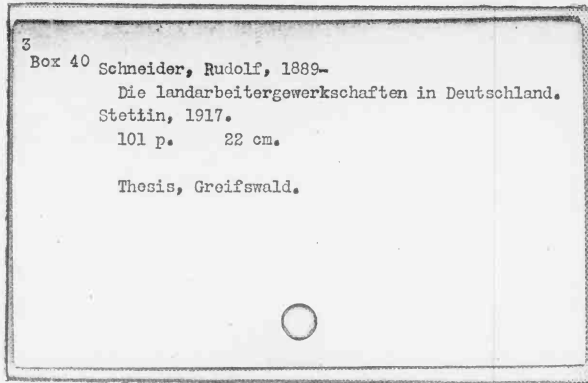 3
Box 40 Schneider, Rudolf, 1889-
Die landarbeitergewerkschaften in Deutschland.
Stettin, 1917.
101 p. 22 cm.
Thesis, Greifswald.